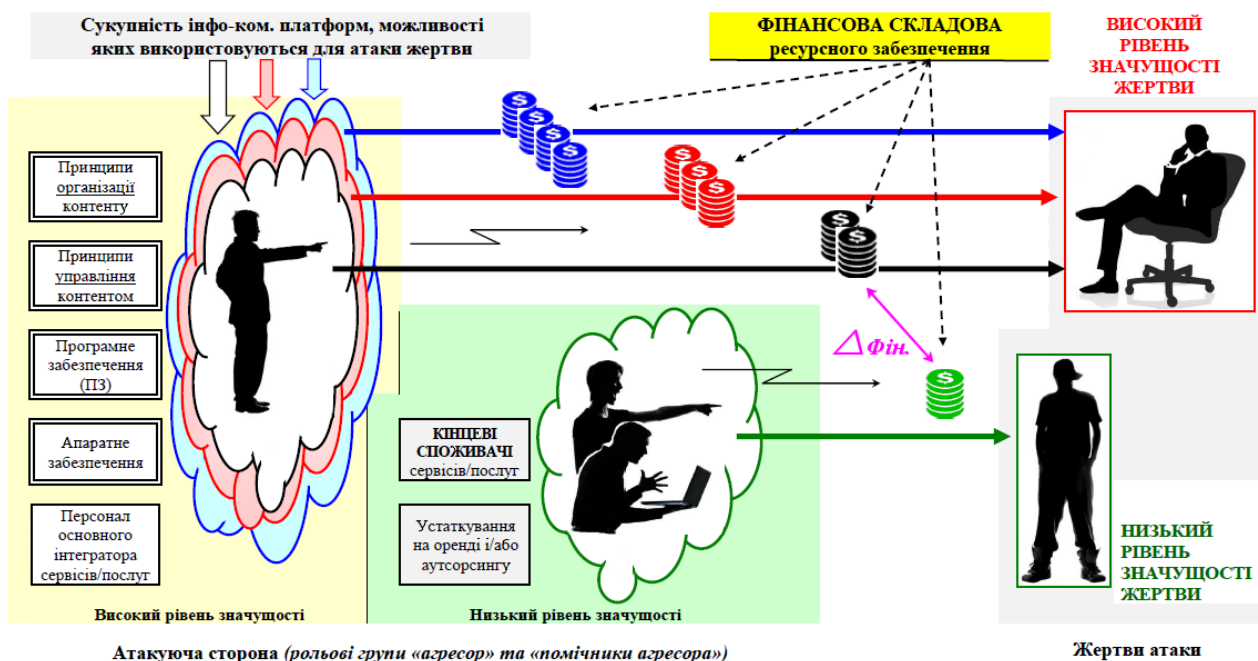 Сукупність інфо-ком. платформ, можливості
яких використовуються для атаки жертви
ФІНАНСОВА СКЛАДОВА
ресурсного забезпечення
ВИСОКИЙ
РІВЕНЬ
ЗНАЧУЩОСТІ
ЖЕРТВИ
Принципи
організації
контенту
Принципи
управління
контентом
Програмне
забезпечення
(ПЗ)
Апаратне
забезпечення
Персонал
основного
інтегратора
сервісів/послуг
Високий рівень значущості
$
$
$
$
$
$
$
$
$
Δ Фін.
$
КІНЦЕВІ
СПОЖИВАЧІ
сервісів/послуг
Устаткування
на оренді і/або
аутсорсингу
Низький рівень значущості
НИЗЬКИЙ
РІВЕНЬ
ЗНАЧУЩОСТІ
ЖЕРТВИ
Атакуюча сторона (рольові групи «агресор» та «помічники агресора»)
Жертви атаки